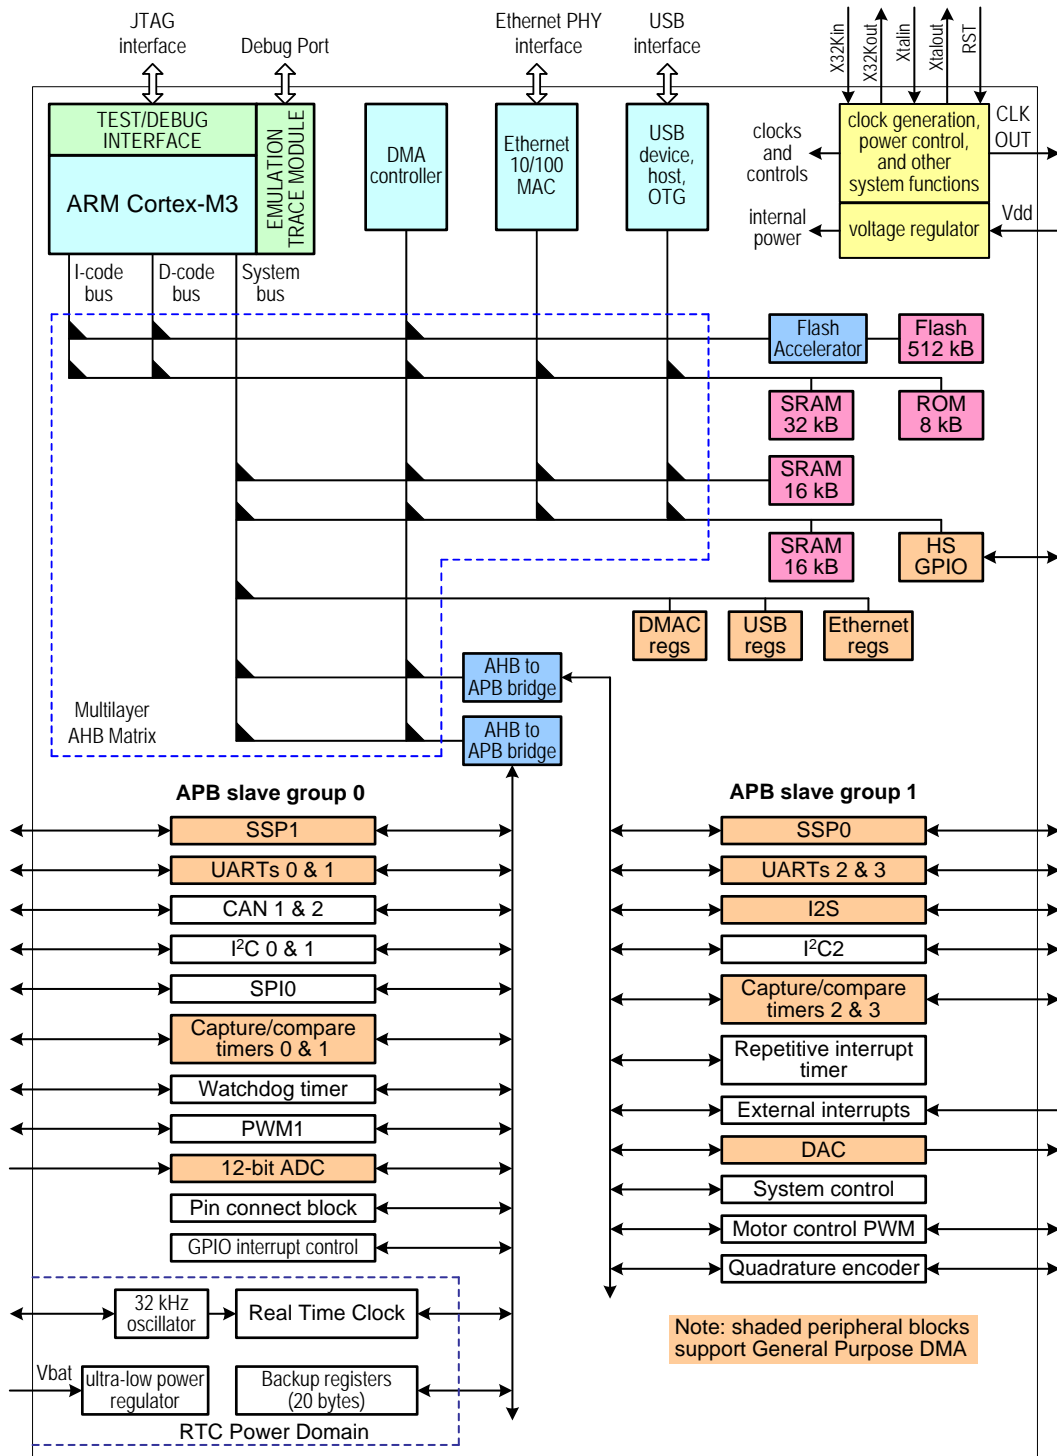 JTAG
interface
Debug Port
Ethernet PHY
interface
USB
interface
X32Kin
X32Kout
Xtalin
Xtalout
RST
TEST/DEBUG
INTERFACE
ARM Cortex-M3
EMULATION
TRACE MODULE
DMA
controller
Ethernet
10/100
MAC
USB
device,
host,
OTG
clocks
and
controls
clock generation,
power control,
and other
system functions
CLK
OUT
internal
power
voltage regulator
Vdd
I-code
bus
D-code
bus
System
bus
Flash
Accelerator
Flash
512 kB
SRAM
32 kB
ROM
8 kB
SRAM
16 kB
SRAM
16 kB
HS
GPIO
DMAC
regs
USB
regs
Ethernet
regs
AHB to
APB bridge
Multilayer
AHB Matrix
AHB to
APB bridge
APB slave group 0
SSP1
UARTs 0 & 1
CAN 1 & 2
I²C 0 & 1
SPI0
Capture/compare
timers 0 & 1
Watchdog timer
PWM1
12-bit ADC
Pin connect block
GPIO interrupt control
32 kHz
oscillator
Real Time Clock
Vbat
ultra-low power
regulator
Backup registers
(20 bytes)
RTC Power Domain
APB slave group 1
SSP0
UARTs 2 & 3
I2S
I²C2
Capture/compare
timers 2 & 3
Repetitive interrupt
timer
External interrupts
DAC
System control
Motor control PWM
Quadrature encoder
Note: shaded peripheral blocks
support General Purpose DMA